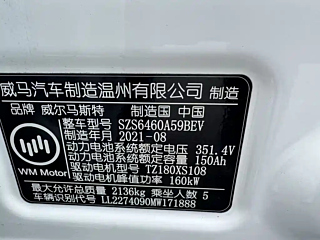 威马汽车制造温州有限公司 制造
品牌 威尔马斯特 制造国 中国
整车型号 SZS6460A59BEV
制造年月 2021-08
动力电池系统额定电压 351.4V
动力电池系统额定容量 150Ah
驱动电机型号 TZ180XS108
驱动电机峰值功率 160kW
WM Motor
最大允许总质量 2136kg 乘坐人数 5
车辆识别代号 LL2274090MW171888